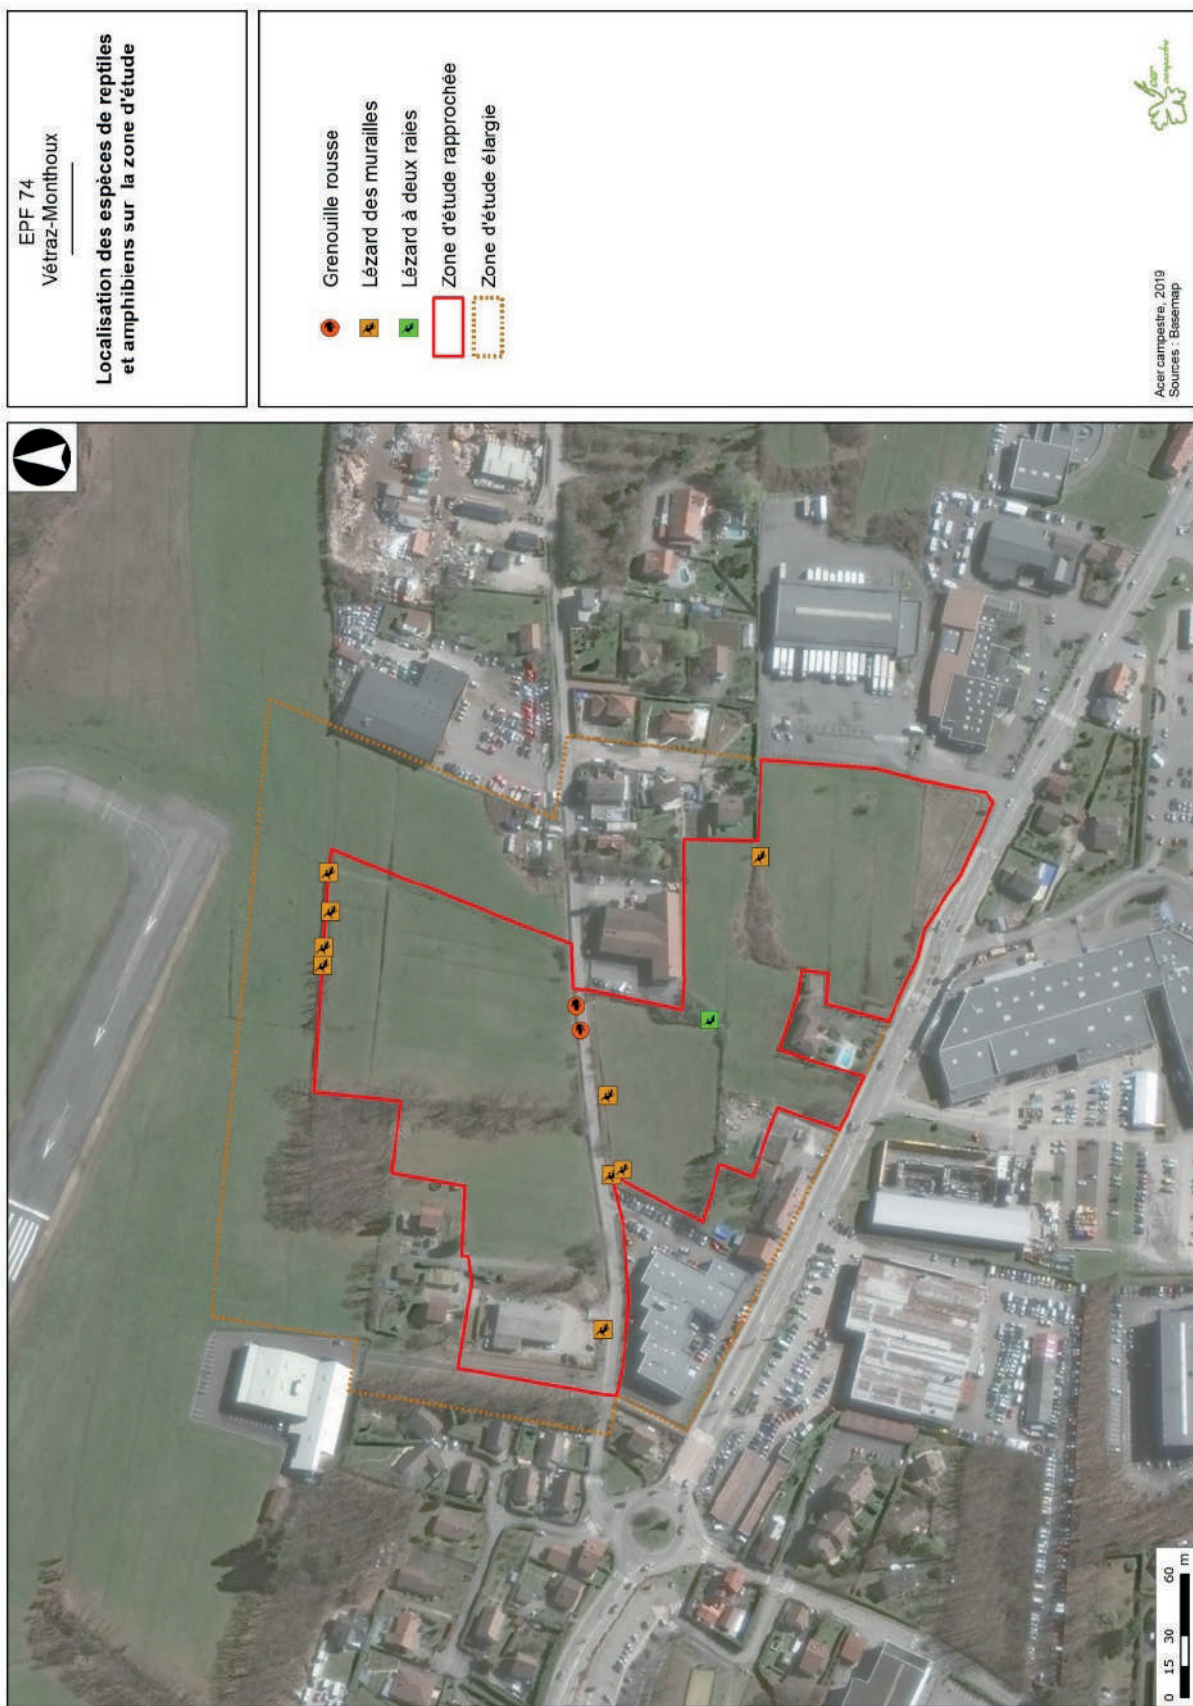 EPF 74
Vétraz-Monthoux
Localisation des espèces de reptiles
et amphibiens sur la zone d'étude
Grenouille rousse
Lézard des murailles
Lézard à deux raies
Zone d'étude rapprochée
Zone d'étude élargie
Acer campestre, 2019
Sources : Basemap
Acer
campestre
0 15 30 60
m